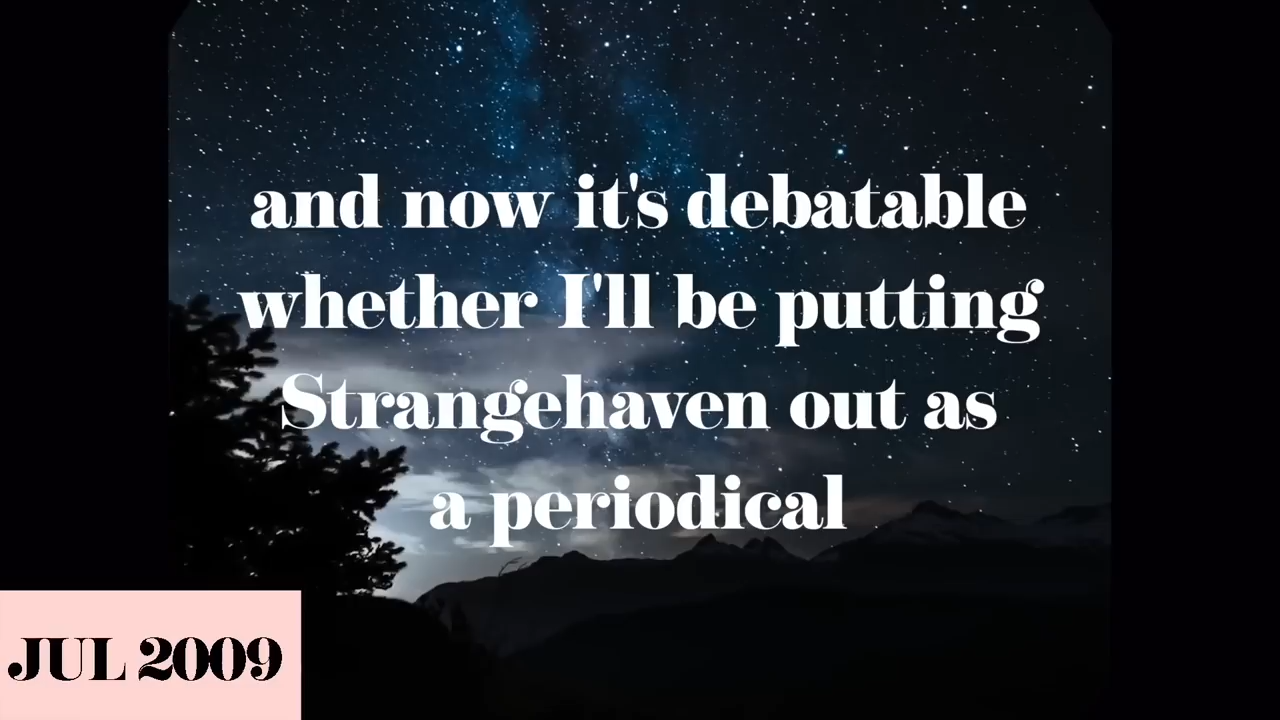 and now it's debatable
whether I'll be putting
Strangehaven out as
a periodical
JUL 2009